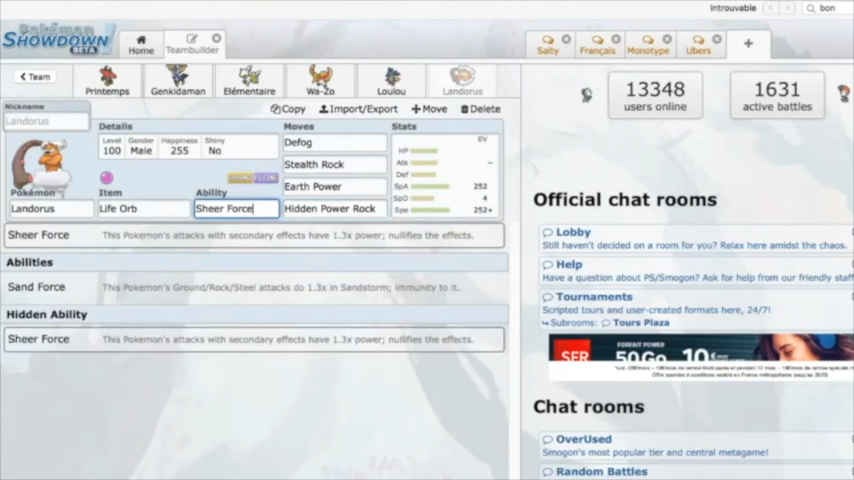 Introuvable
bon
Pokémon
SHOWDOWN
BETA
Home
Teambuilder
Salty
Français
Monotype
Ubers
+
Team
Printemps
Genkidaman
Elémentaire
Wa-Zo
Loulou
Landorus
Copy
Import/Export
Move
Delete
Nickname
Landorus
Details
Level Gender Happiness Shiny
100 Male 255 No
Pokémon
Landorus
Item
Life Orb
Ability
Sheer Force
Moves
Defog
Stealth Rock
Earth Power
Hidden Power Rock
Stats
EV
HP
Atk --
Def
SpA 252
SpD 4
Spe 252+
Sheer Force This Pokemon's attacks with secondary effects have 1.3x power; nullifies the effects.
Abilities
Sand Force This Pokemon's Ground/Rock/Steel attacks do 1.3x in Sandstorm; immunity to it.
Hidden Ability
Sheer Force This Pokemon's attacks with secondary effects have 1.3x power; nullifies the effects.
13348
users online
1631
active battles
Official chat rooms
Lobby
Still haven't decided on a room for you? Relax here amidst the chaos.
Help
Have a question about PS/Smogon? Ask for help from our friendly staff
Tournaments
Scripted tours and user-created formats here, 24/7!
Subrooms: Tours Plaza
SFR
FORFAIT POWER
50Go
10€
Chat rooms
OverUsed
Smogon's most popular tier and central metagame!
Random Battles